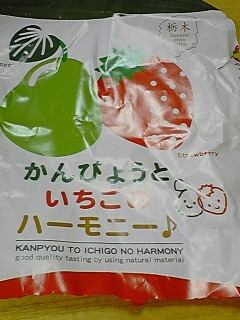 栃木
Strawberry
かんぴょうと
いちごの
ハーモニー♪
KANPYOU TO ICHIGO NO HARMONY
good quality tasting by using natural material